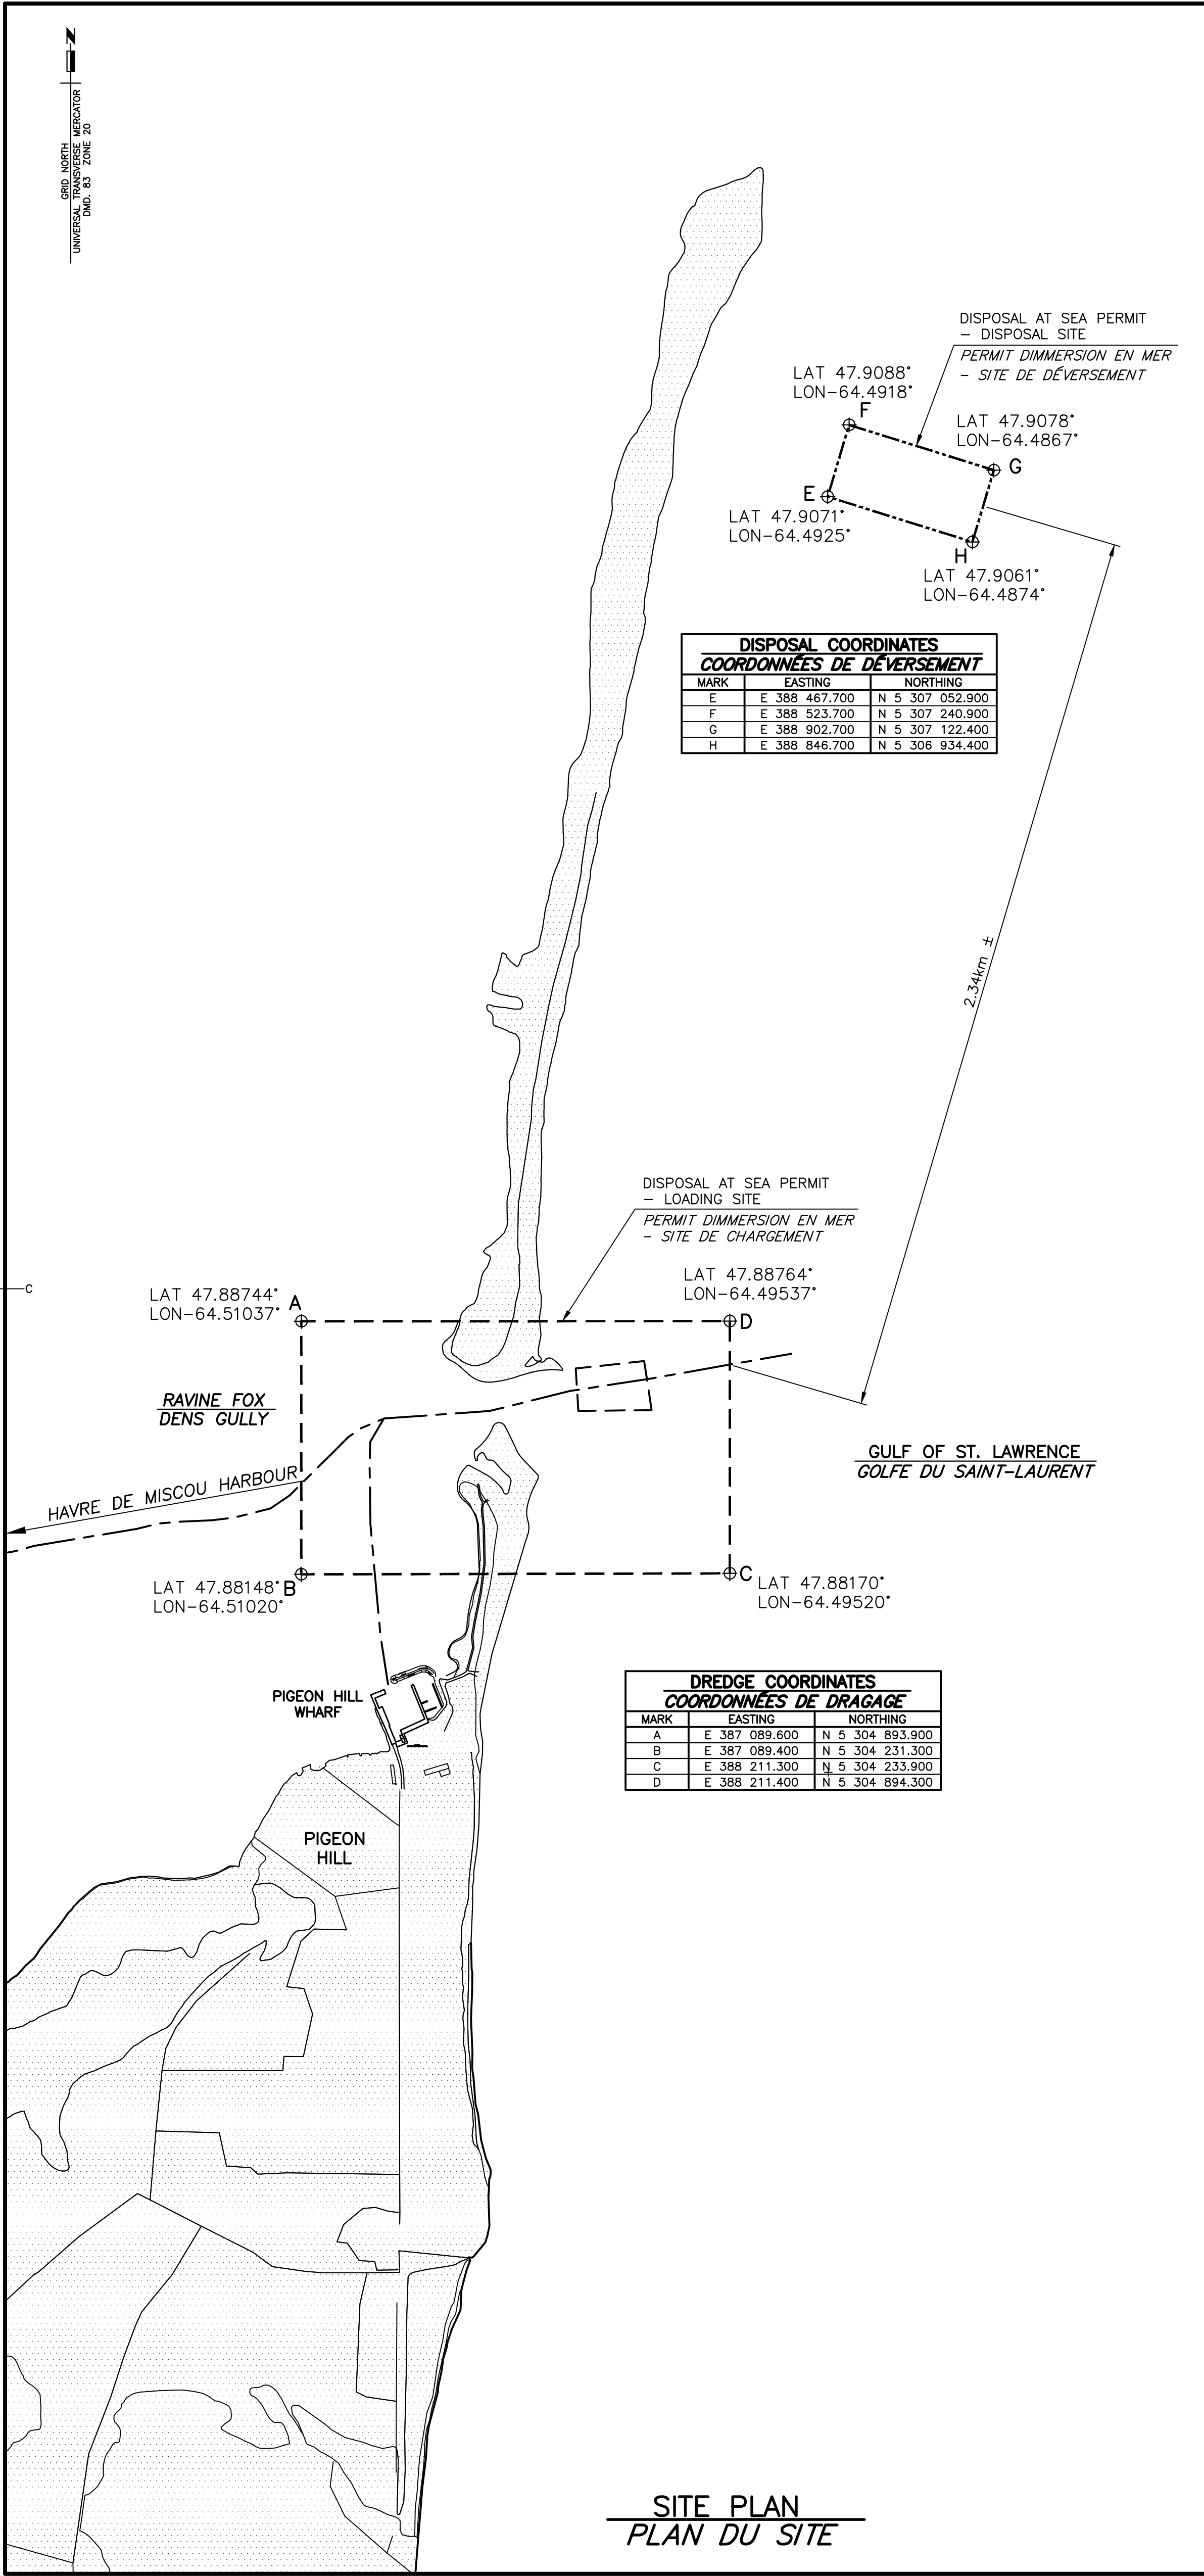 N
GRID NORTH
UNIVERSAL TRANSVERSE MERCATOR
DMD. 83 ZONE 20
DISPOSAL AT SEA PERMIT
– DISPOSAL SITE
PERMIT DIMMERSION EN MER
– SITE DE DÉVERSEMENT
LAT 47.9088°
LON-64.4918°
F
LAT 47.9078°
LON-64.4867°
G
E
LAT 47.9071°
LON-64.4925°
H
LAT 47.9061°
LON-64.4874°
DISPOSAL COORDINATES
COORDONNÉES DE DÉVERSEMENT
MARK EASTING NORTHING
E E 388 467.700 N 5 307 052.900
F E 388 523.700 N 5 307 240.900
G E 388 902.700 N 5 307 122.400
H E 388 846.700 N 5 306 934.400
2.34km ±
DISPOSAL AT SEA PERMIT
– LOADING SITE
PERMIT DIMMERSION EN MER
– SITE DE CHARGEMENT
C
LAT 47.88744°
LON-64.51037°
A
LAT 47.88764°
LON-64.49537°
D
RAVINE FOX
DENS GULLY
GULF OF ST. LAWRENCE
GOLFE DU SAINT-LAURENT
HAVRE DE MISCOU HARBOUR
LAT 47.88148°
LON-64.51020°
B
C
LAT 47.88170°
LON-64.49520°
PIGEON HILL
WHARF
DREDGE COORDINATES
COORDONNÉES DE DRAGAGE
MARK EASTING NORTHING
A E 387 089.600 N 5 304 893.900
B E 387 089.400 N 5 304 231.300
C E 388 211.300 N 5 304 233.900
D E 388 211.400 N 5 304 894.300
PIGEON
HILL
SITE PLAN
PLAN DU SITE